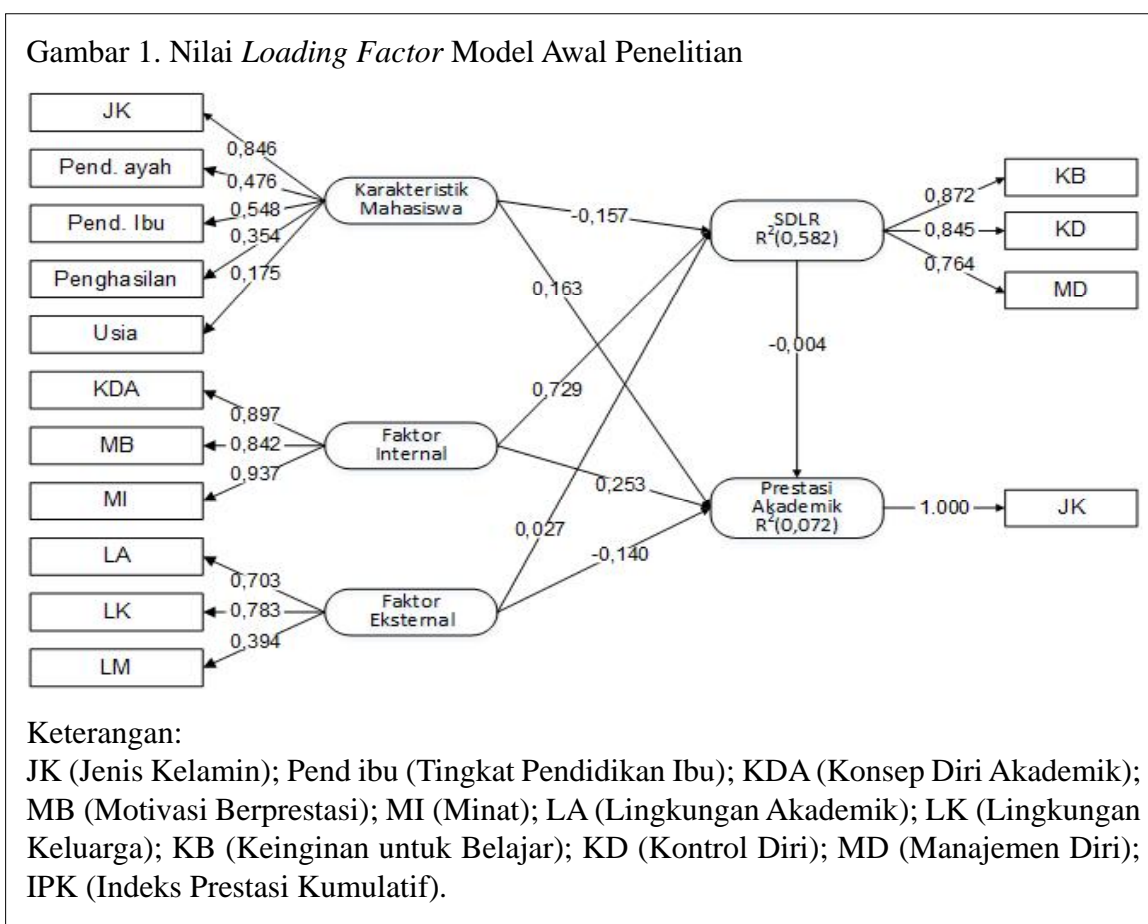 Gambar 1. Nilai Loading Factor Model Awal Penelitian
JK
Pend. ayah
Pend. Ibu
Penghasilan
Usia
0,846
0,476
0,548
0,354
0,175
Karakteristik
Mahasiswa
KDA
MB
MI
0,897
0,842
0,937
Faktor
Internal
LA
LK
LM
0,703
0,783
0,394
Faktor
Eksternal
-0,157
0,163
0,729
0,253
0,027
-0,140
SDLR
R²(0,582)
-0,004
Prestasi
Akademik
R²(0,072)
0,872
0,845
0,764
KB
KD
MD
1.000
JK
Keterangan:
JK (Jenis Kelamin); Pend ibu (Tingkat Pendidikan Ibu); KDA (Konsep Diri Akademik);
MB (Motivasi Berprestasi); MI (Minat); LA (Lingkungan Akademik); LK (Lingkungan
Keluarga); KB (Keinginan untuk Belajar); KD (Kontrol Diri); MD (Manajemen Diri);
IPK (Indeks Prestasi Kumulatif).